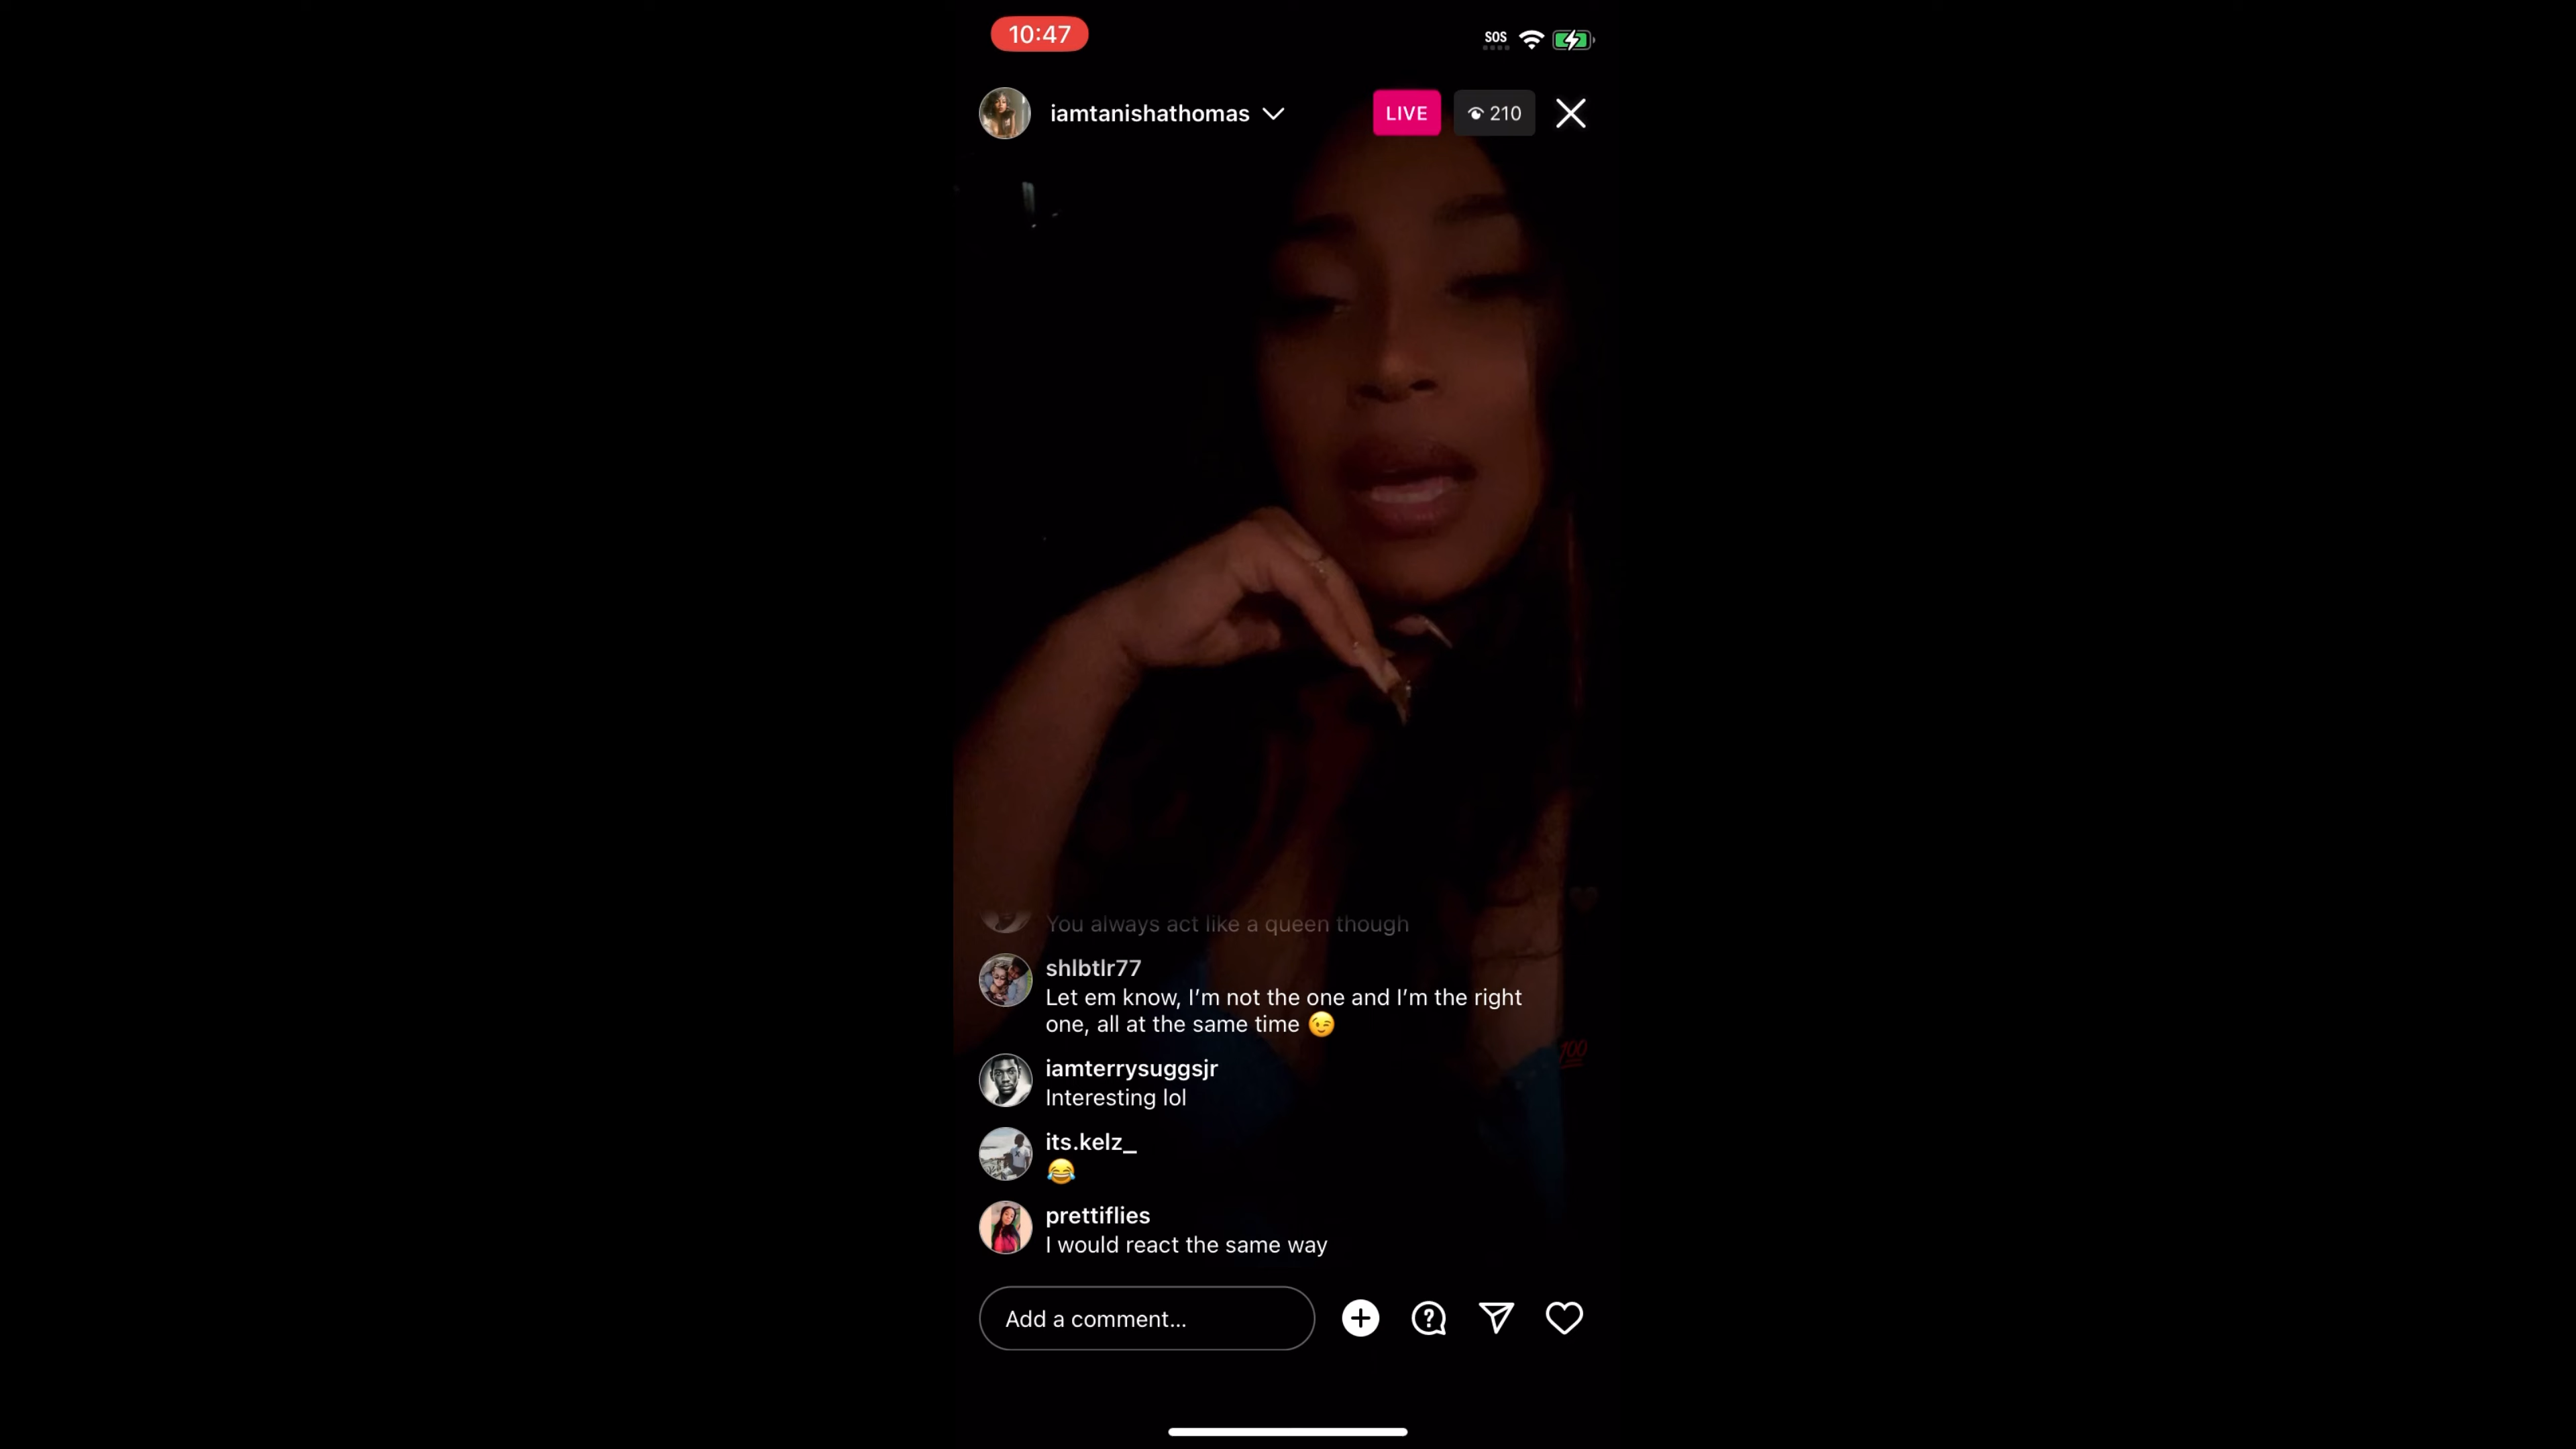 10:47
SOS
iamtanishathomas
LIVE
210
You always act like a queen though
shlbtlr77
Let em know, I’m not the one and I’m the right
one, all at the same time 😉
iamterrysuggsjr
Interesting lol
its.kelz_
😂
prettiflies
I would react the same way
💯
Add a comment...